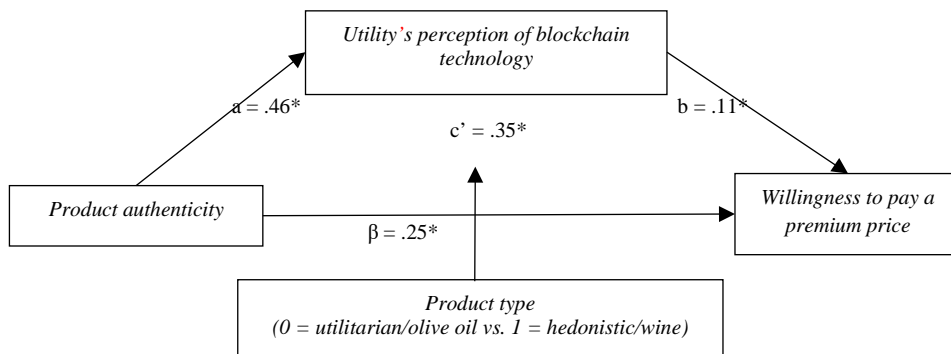 Utility's perception of blockchain
technology
a = .46*
b = .11*
c’ = .35*
Product authenticity
Willingness to pay a
premium price
β = .25*
Product type
(0 = utilitarian/olive oil vs. 1 = hedonistic/wine)